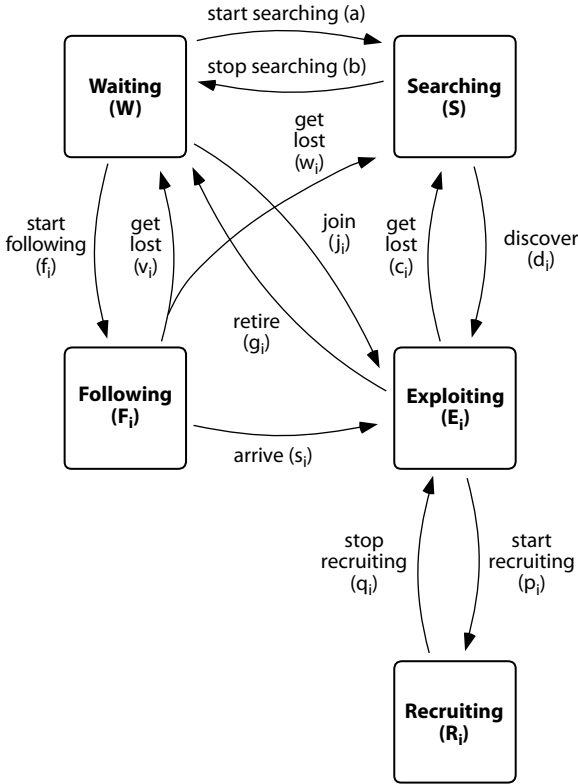 start searching (a)
Waiting
(W)
stop searching (b)
Searching
(S)
get
lost
(wᵢ)
start
following
(fᵢ)
get
lost
(vᵢ)
join
(jᵢ)
get
lost
(cᵢ)
discover
(dᵢ)
retire
(gᵢ)
Following
(Fᵢ)
Exploiting
(Eᵢ)
arrive (sᵢ)
stop
recruiting
(qᵢ)
start
recruiting
(pᵢ)
Recruiting
(Rᵢ)